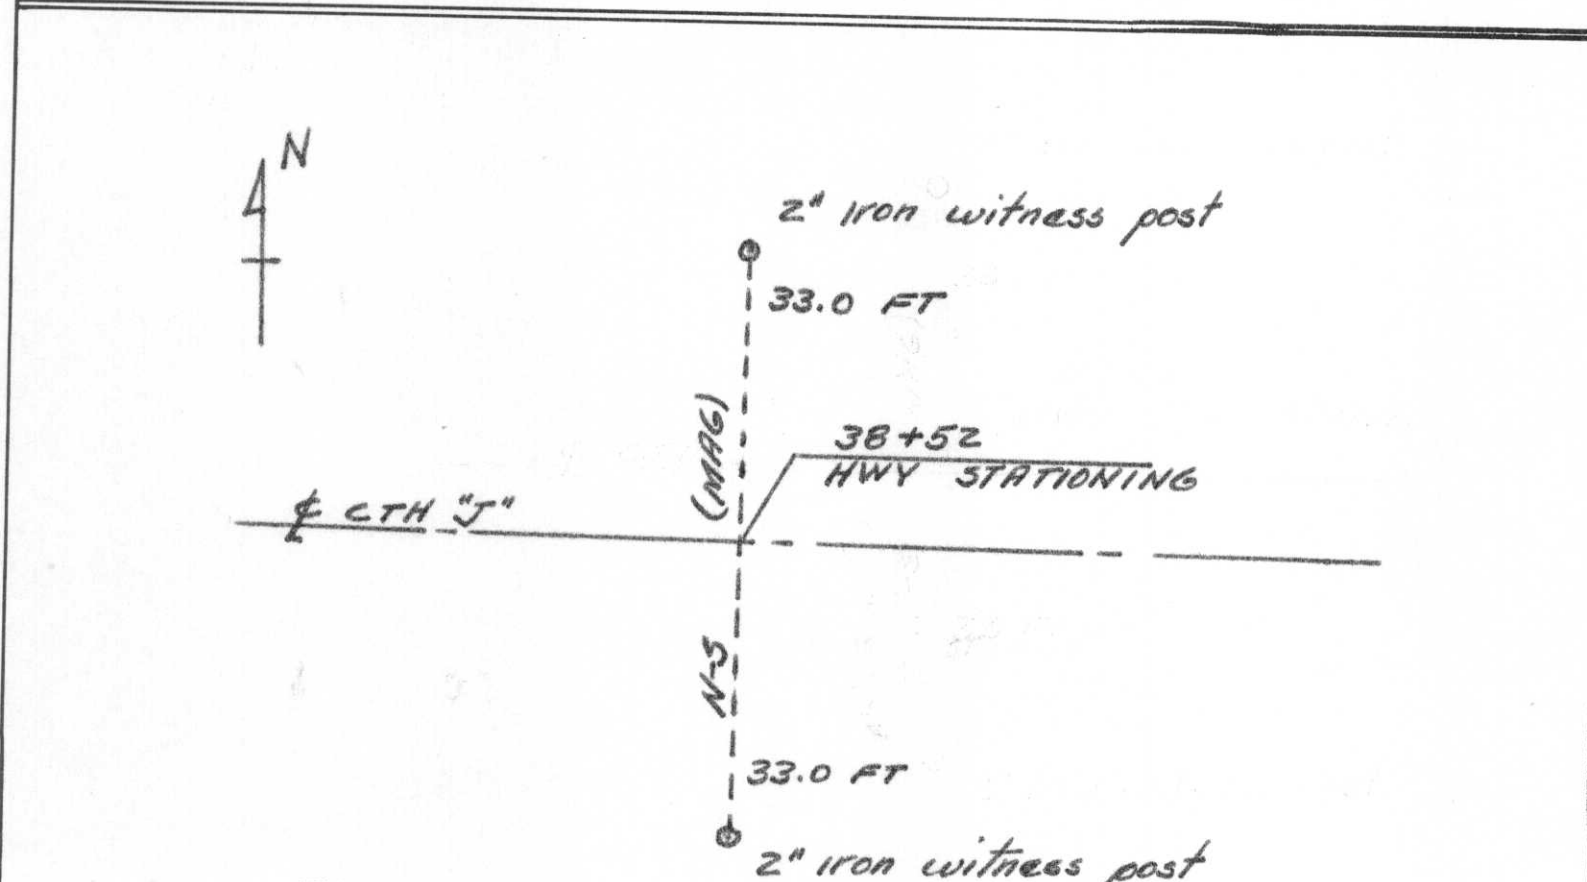 N
2" Iron witness post
33.0 FT
(MAG)
38+52
HWY STATIONING
℄ CTH "J"
N-S
33.0 FT
2" Iron witness post